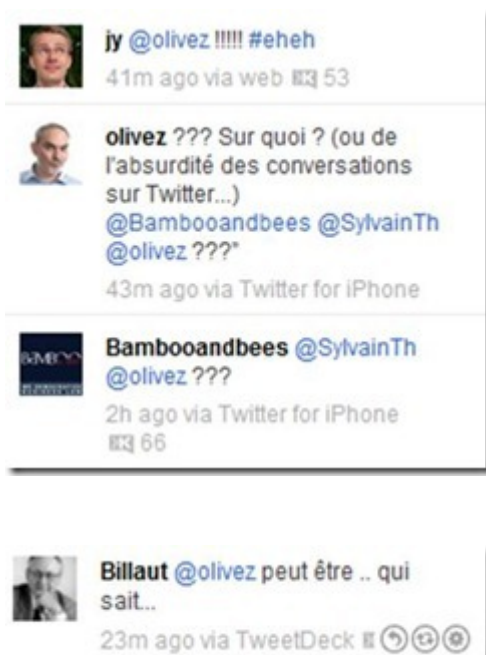 jy @olivez !!!!! #eheh
41m ago via web 53
olivez ??? Sur quoi ? (ou de
l'absurdité des conversations
sur Twitter...)
@Bambooandbees @SylvainTh
@olivez ???"
43m ago via Twitter for iPhone
Bambooandbees @SylvainTh
@olivez ???
2h ago via Twitter for iPhone
66
Billaut @olivez peut être .. qui
sait...
23m ago via TweetDeck